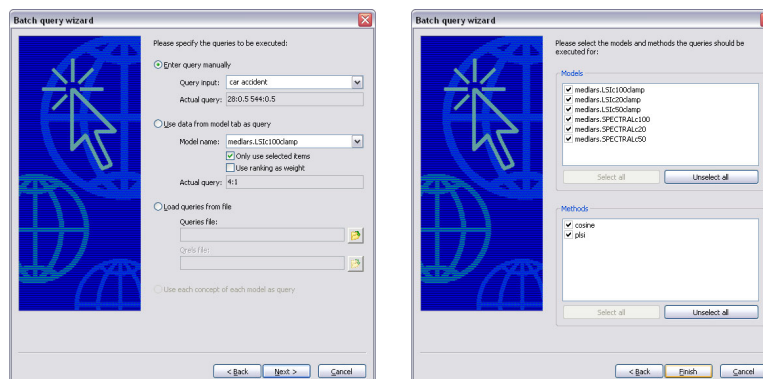 Batch query wizard
Please specify the queries to be executed:
Enter query manually
Query input: car accident
Actual query: 28:0.5 544:0.5
Use data from model tab as query
Model name: medlars.LSIc100clamp
Only use selected items
Use ranking as weight
Actual query: 4:1
Load queries from file
Queries file:
Qrels file:
Use each concept of each model as query
< Back Next > Cancel
Batch query wizard
Please select the models and methods the queries should be
executed for:
Models
medlars.LSIc100clamp
medlars.LSIc20clamp
medlars.LSIc50clamp
medlars.SPECTRALc100
medlars.SPECTRALc20
medlars.SPECTRALc50
Select all Unselect all
Methods
cosine
plsi
Select all Unselect all
< Back Finish Cancel